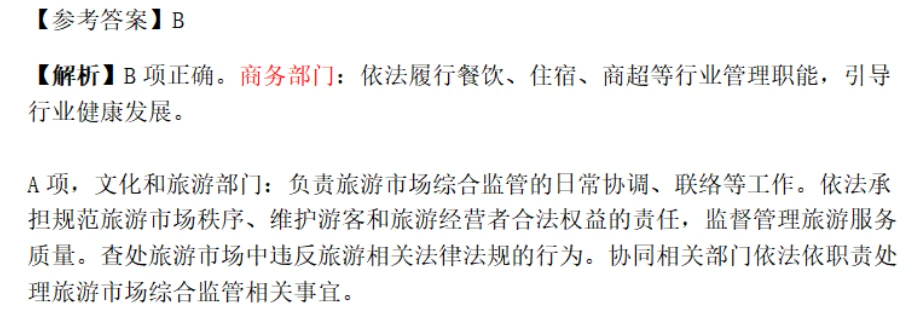 【参考答案】B
【解析】B 项正确。商务部门：依法履行餐饮、住宿、商超等行业管理职能，引导
行业健康发展。
A 项，文化和旅游部门：负责旅游市场综合监管的日常协调、联络等工作。依法承
担规范旅游市场秩序、维护游客和旅游经营者合法权益的责任，监督管理旅游服务
质量。查处旅游市场中违反旅游相关法律法规的行为。协同相关部门依法依职责处
理旅游市场综合监管相关事宜。